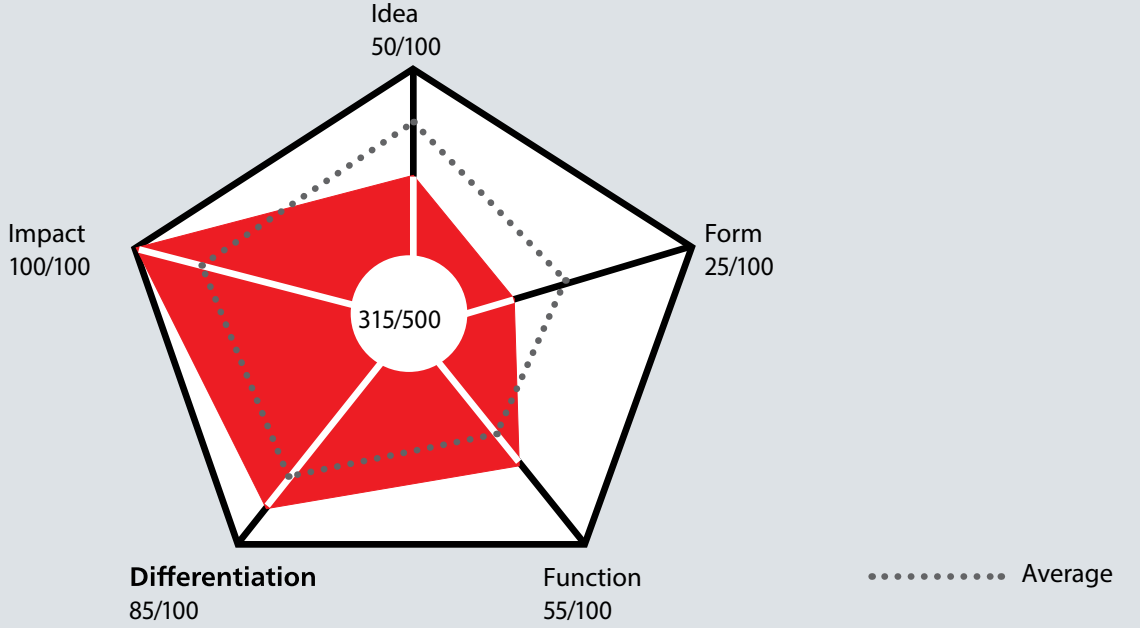 Idea
50/100
Impact
100/100
Form
25/100
315/500
Differentiation
85/100
Function
55/100
Average